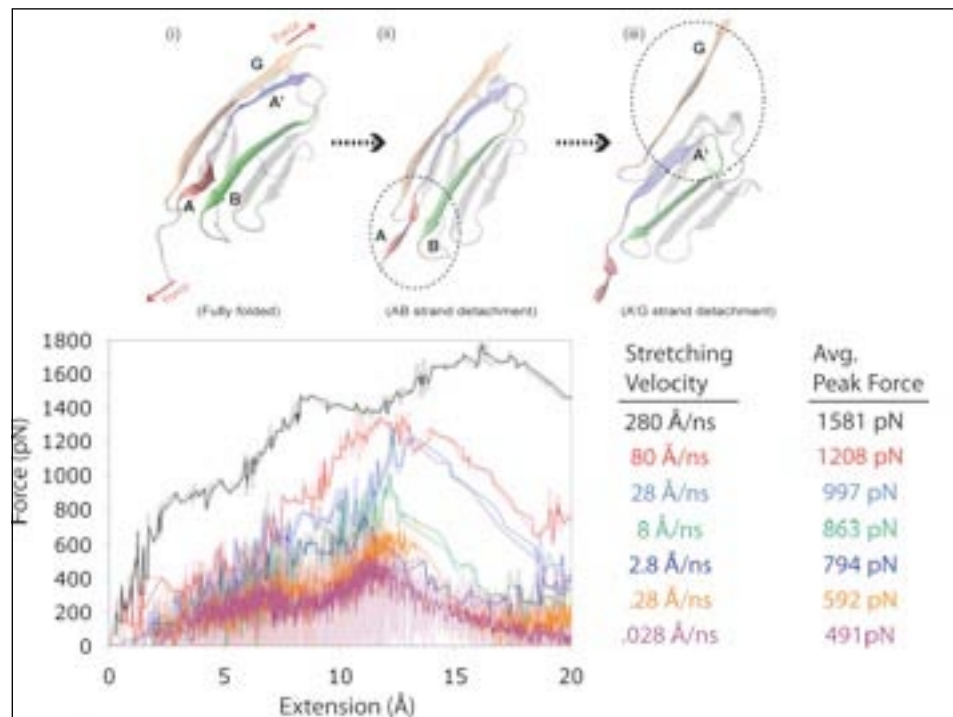 (i)
(ii)
(iii)
Force
G
G
A'
A'
A
B
A
B
Force
(Fully folded)
(AB strand detachment)
(A'G strand detachment)
Force (pN)
1800
1600
1400
1200
1000
800
600
400
200
0
0
5
10
15
20
Extension (Å)
Stretching Avg.
Velocity Peak Force
280 Å/ns 1581 pN
80 Å/ns 1208 pN
28 Å/ns 997 pN
8 Å/ns 863 pN
2.8 Å/ns 794 pN
.28 Å/ns 592 pN
.028 Å/ns 491pN